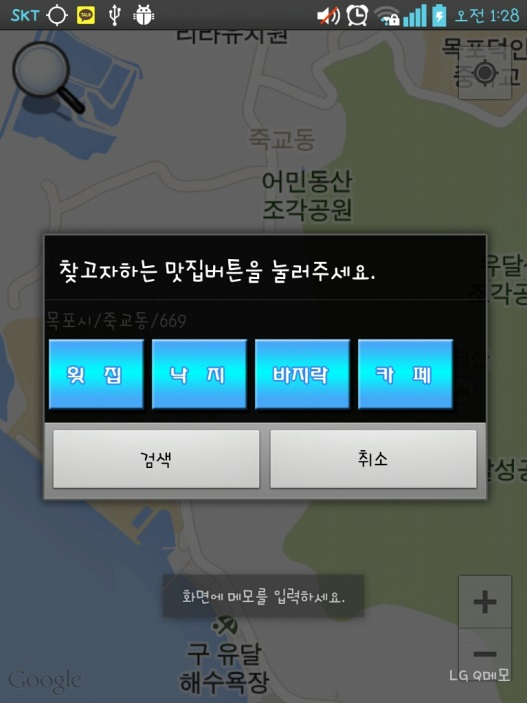 SKT
TALK
오전 1:28
티라유치원
목포덕인
중학교
죽교동
어민동산
조각공원
유달산
조각공원
찾고자하는 맛집버튼을 눌러주세요.
목포시/죽교동/669
횟 집
낙 지
바지락
카 페
검색
취소
달성공
화면에 메모를 입력하세요.
구 유달
해수욕장
Google
LG Q메모